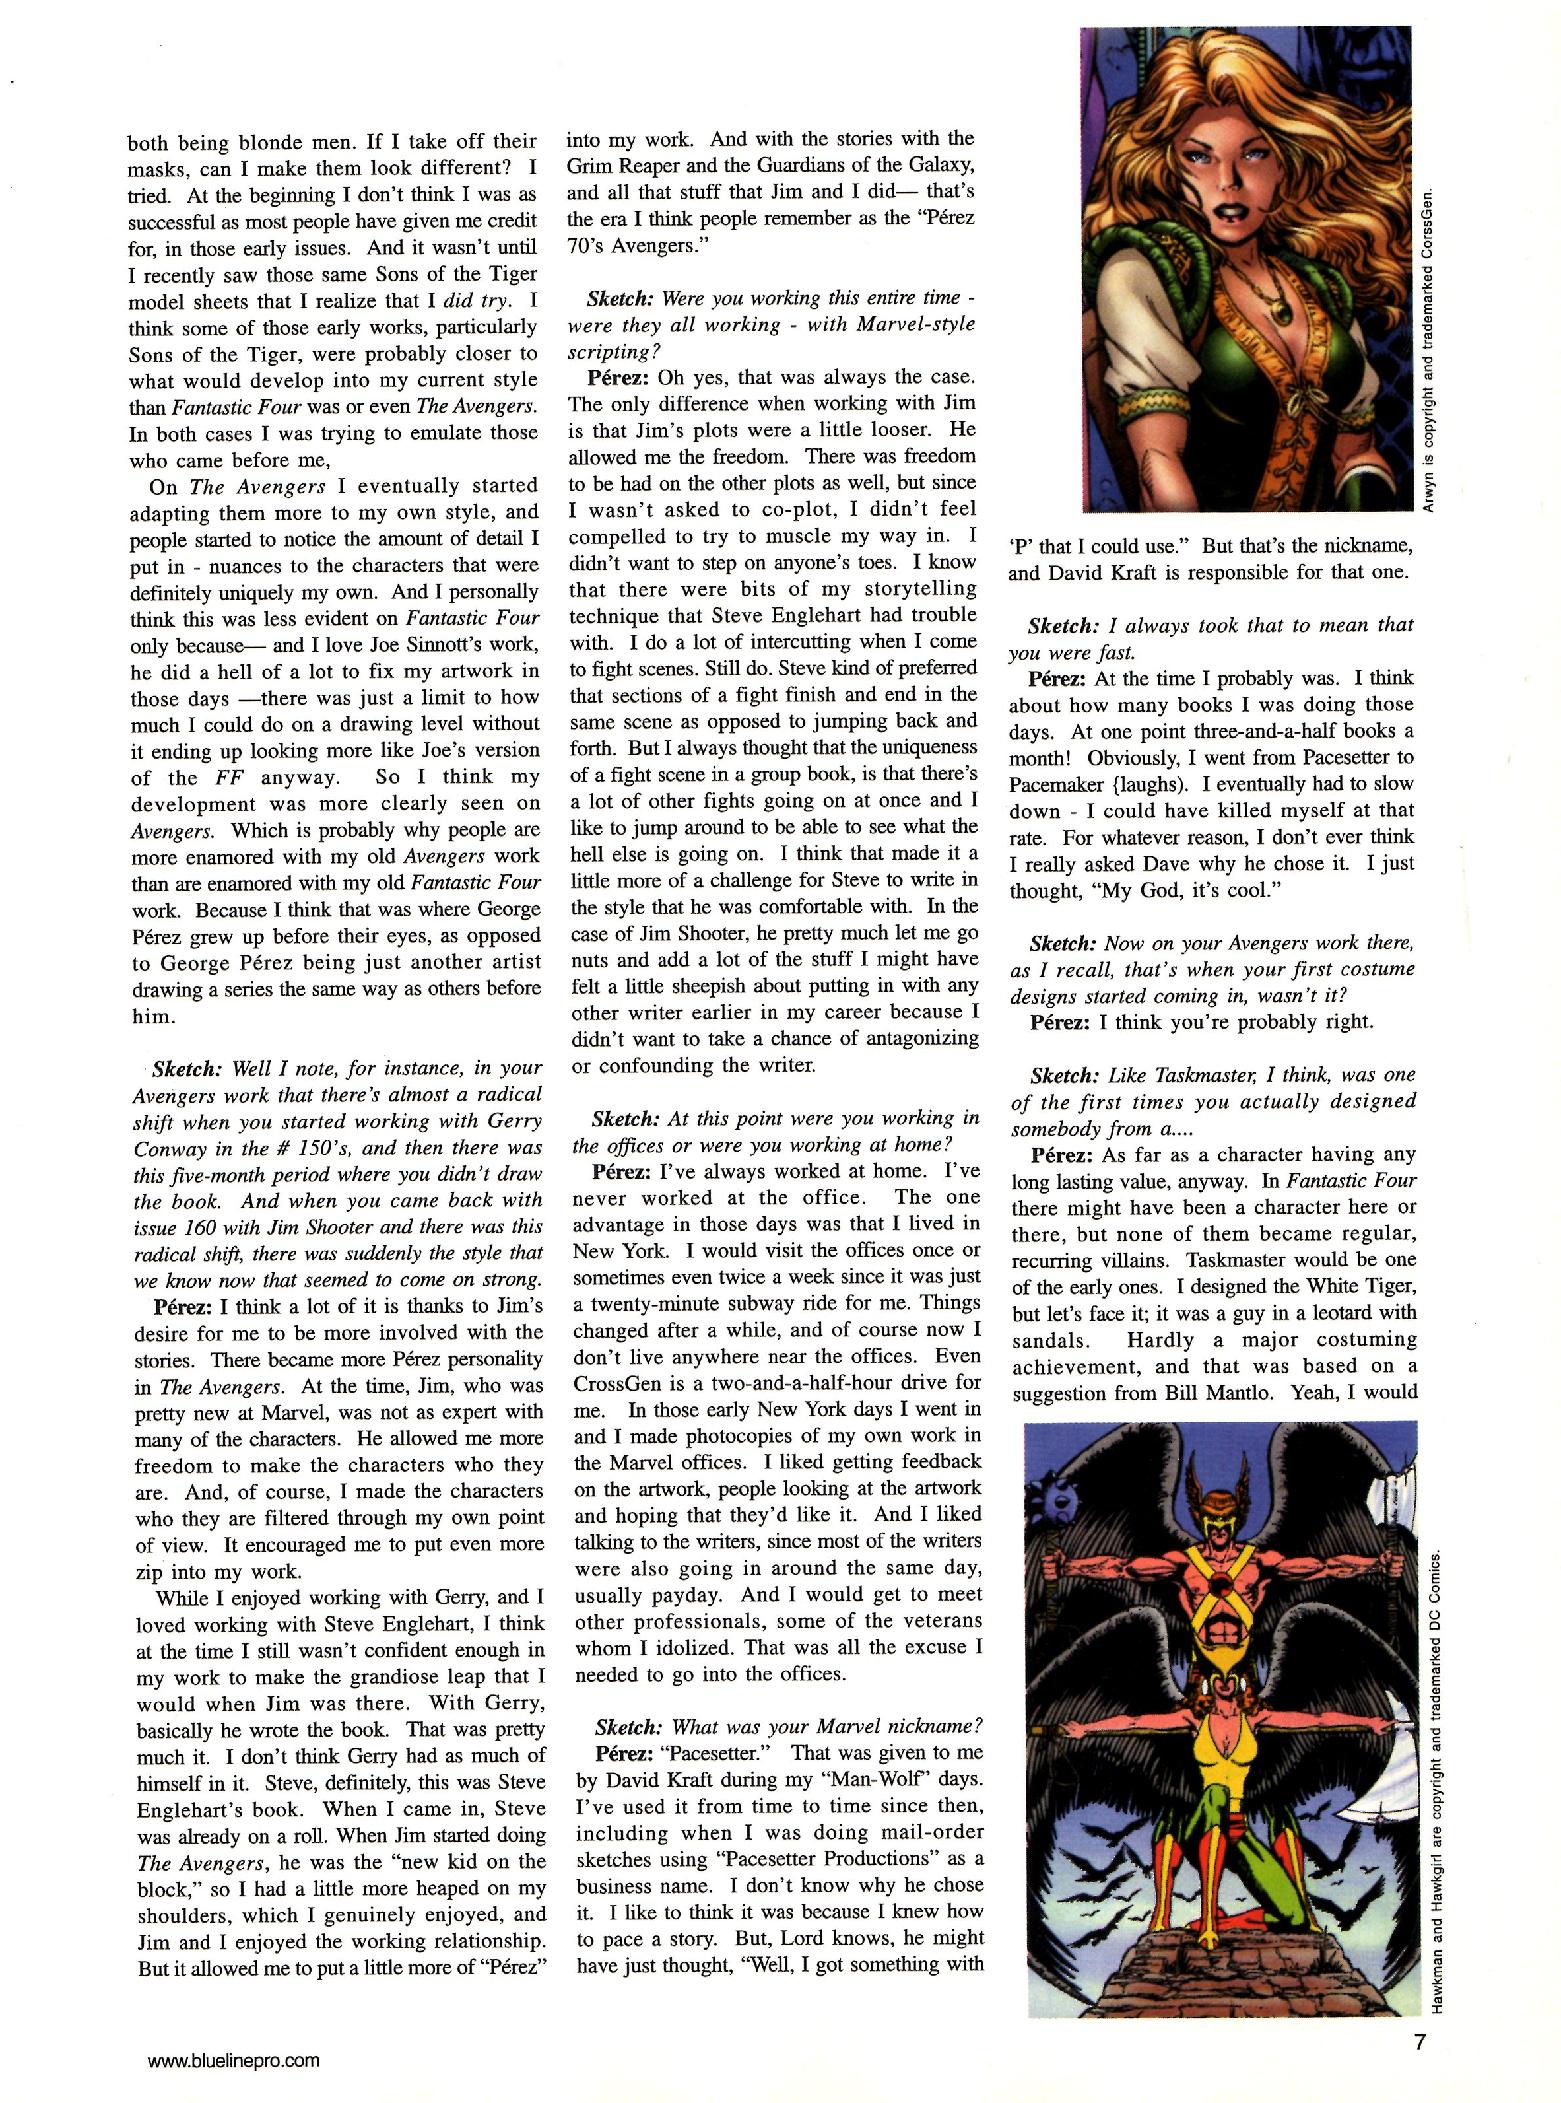 both being blonde men. If I take off their
masks, can I make them look different? I
tried. At the beginning I don't think I was as
successful as most people have given me credit
for, in those early issues. And it wasn't until
I recently saw those same Sons of the Tiger
model sheets that I realize that I did try. I
think some of those early works, particularly
Sons of the Tiger, were probably closer to
what would develop into my current style
than Fantastic Four was or even The Avengers.
In both cases I was trying to emulate those
who came before me,
On The Avengers I eventually started
adapting them more to my own style, and
people started to notice the amount of detail I
put in - nuances to the characters that were
definitely uniquely my own. And I personally
think this was less evident on Fantastic Four
only because— and I love Joe Sinnott's work,
he did a hell of a lot to fix my artwork in
those days —there was just a limit to how
much I could do on a drawing level without
it ending up looking more like Joe's version
of the FF anyway. So I think my
development was more clearly seen on
Avengers. Which is probably why people are
more enamored with my old Avengers work
than are enamored with my old Fantastic Four
work. Because I think that was where George
Pérez grew up before their eyes, as opposed
to George Pérez being just another artist
drawing a series the same way as others before
him.
Sketch: Well I note, for instance, in your
Avengers work that there's almost a radical
shift when you started working with Gerry
Conway in the # 150's, and then there was
this five-month period where you didn't draw
the book. And when you came back with
issue 160 with Jim Shooter and there was this
radical shift, there was suddenly the style that
we know now that seemed to come on strong.
Pérez: I think a lot of it is thanks to Jim's
desire for me to be more involved with the
stories. There became more Pérez personality
in The Avengers. At the time, Jim, who was
pretty new at Marvel, was not as expert with
many of the characters. He allowed me more
freedom to make the characters who they
are. And, of course, I made the characters
who they are filtered through my own point
of view. It encouraged me to put even more
zip into my work.
While I enjoyed working with Gerry, and I
loved working with Steve Englehart, I think
at the time I still wasn't confident enough in
my work to make the grandiose leap that I
would when Jim was there. With Gerry,
basically he wrote the book. That was pretty
much it. I don't think Gerry had as much of
himself in it. Steve, definitely, this was Steve
Englehart's book. When I came in, Steve
was already on a roll. When Jim started doing
The Avengers, he was the "new kid on the
block," so I had a little more heaped on my
shoulders, which I genuinely enjoyed, and
Jim and I enjoyed the working relationship.
But it allowed me to put a little more of "Pérez"
into my work. And with the stories with the
Grim Reaper and the Guardians of the Galaxy,
and all that stuff that Jim and I did— that's
the era I think people remember as the "Pérez
70's Avengers."
Sketch: Were you working this entire time -
were they all working - with Marvel-style
scripting?
Pérez: Oh yes, that was always the case.
The only difference when working with Jim
is that Jim's plots were a little looser. He
allowed me the freedom. There was freedom
to be had on the other plots as well, but since
I wasn't asked to co-plot, I didn't feel
compelled to try to muscle my way in. I
didn't want to step on anyone's toes. I know
that there were bits of my storytelling
technique that Steve Englehart had trouble
with. I do a lot of intercutting when I come
to fight scenes. Still do. Steve kind of preferred
that sections of a fight finish and end in the
same scene as opposed to jumping back and
forth. But I always thought that the uniqueness
of a fight scene in a group book, is that there's
a lot of other fights going on at once and I
like to jump around to be able to see what the
hell else is going on. I think that made it a
little more of a challenge for Steve to write in
the style that he was comfortable with. In the
case of Jim Shooter, he pretty much let me go
nuts and add a lot of the stuff I might have
felt a little sheepish about putting in with any
other writer earlier in my career because I
didn't want to take a chance of antagonizing
or confounding the writer.
Sketch: At this point were you working in
the offices or were you working at home?
Pérez: I've always worked at home. I've
never worked at the office. The one
advantage in those days was that I lived in
New York. I would visit the offices once or
sometimes even twice a week since it was just
a twenty-minute subway ride for me. Things
changed after a while, and of course now I
don't live anywhere near the offices. Even
CrossGen is a two-and-a-half-hour drive for
me. In those early New York days I went in
and I made photocopies of my own work in
the Marvel offices. I liked getting feedback
on the artwork, people looking at the artwork
and hoping that they'd like it. And I liked
talking to the writers, since most of the writers
were also going in around the same day,
usually payday. And I would get to meet
other professionals, some of the veterans
whom I idolized. That was all the excuse I
needed to go into the offices.
Sketch: What was your Marvel nickname?
Pérez: "Pacesetter." That was given to me
by David Kraft during my "Man-Wolf" days.
I've used it from time to time since then,
including when I was doing mail-order
sketches using "Pacesetter Productions" as a
business name. I don't know why he chose
it. I like to think it was because I knew how
to pace a story. But, Lord knows, he might
have just thought, "Well, I got something with
Arwyn is copyright and trademarked CorssGen.
'P' that I could use." But that's the nickname,
and David Kraft is responsible for that one.
Sketch: I always took that to mean that
you were fast.
Pérez: At the time I probably was. I think
about how many books I was doing those
days. At one point three-and-a-half books a
month! Obviously, I went from Pacesetter to
Pacemaker {laughs). I eventually had to slow
down - I could have killed myself at that
rate. For whatever reason, I don't ever think
I really asked Dave why he chose it. I just
thought, "My God, it's cool."
Sketch: Now on your Avengers work there,
as I recall, that's when your first costume
designs started coming in, wasn't it?
Pérez: I think you're probably right.
Sketch: Like Taskmaster, I think, was one
of the first times you actually designed
somebody from a....
Pérez: As far as a character having any
long lasting value, anyway. In Fantastic Four
there might have been a character here or
there, but none of them became regular,
recurring villains. Taskmaster would be one
of the early ones. I designed the White Tiger,
but let's face it; it was a guy in a leotard with
sandals. Hardly a major costuming
achievement, and that was based on a
suggestion from Bill Mantlo. Yeah, I would
Hawkman and Hawkgirl are copyright and trademarked DC Comics.
www.bluelinepro.com
7